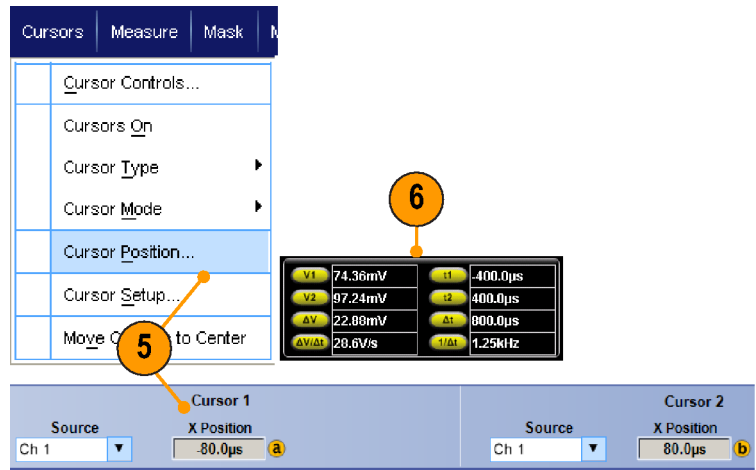 Cursors Measure Mask
Cursor Controls...
Cursors On
Cursor Type
Cursor Mode
Cursor Position...
Cursor Setup...
Move to Center
5
6
V1 74.36mV t1 -400.0µs
V2 97.24mV t2 400.0µs
ΔV 22.88mV Δt 800.0µs
ΔV/Δt 28.6V/s 1/Δt 1.25kHz
Cursor 1 Cursor 2
Source X Position Source X Position
Ch 1 -80.0µs a Ch 1 80.0µs b